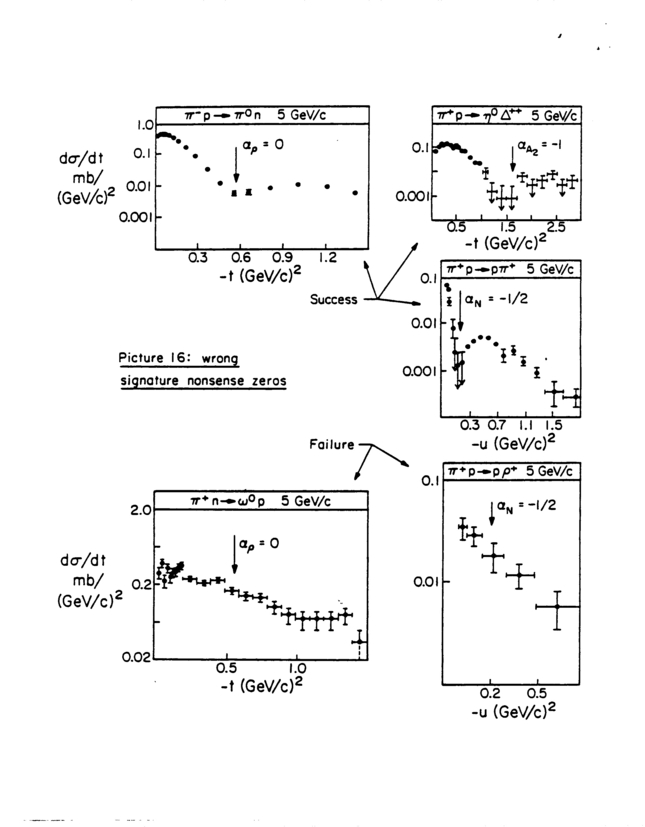 π⁻p → π⁰n 5 GeV/c
1.0
0.1
0.01
0.001
dσ/dt
mb/
(GeV/c)²
αρ = 0
0.3 0.6 0.9 1.2
-t (GeV/c)²
π⁺p → η⁰Δ⁺⁺ 5 GeV/c
0.1
0.001
α_A₂ = -1
0.5 1.5 2.5
-t (GeV/c)²
Success
π⁺p → pπ⁺ 5 GeV/c
0.1
0.01
0.001
α_N = -1/2
0.3 0.7 1.1 1.5
-u (GeV/c)²
Picture 16: wrong
signature nonsense zeros
Failure
π⁺n → ω⁰p 5 GeV/c
2.0
0.2
0.02
dσ/dt
mb/
(GeV/c)²
αρ = 0
0.5 1.0
-t (GeV/c)²
π⁺p → pρ⁺ 5 GeV/c
0.1
0.01
α_N = -1/2
0.2 0.5
-u (GeV/c)²